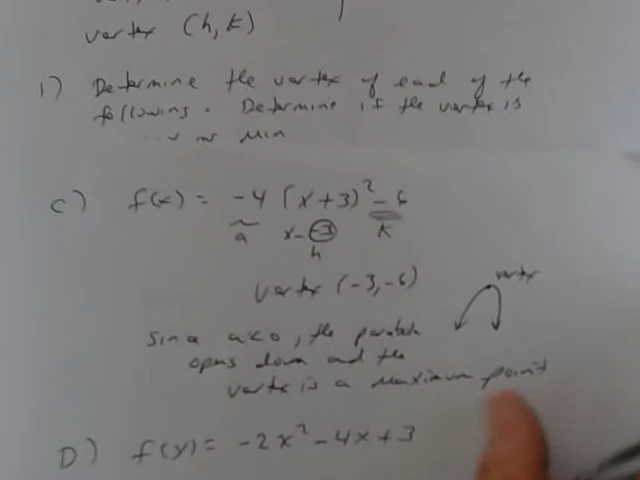 vertex (h, k)
1) Determine the vertex of each of the
following. Determine if the vertex is
or min
C) f(x) = -4 (x+3)² - 6
a x - -3 k
h
vertex (-3, -6)
vertex
Since a<0, the parabola
opens down and the
vertex is a maximum point
D) f(y) = -2x² - 4x + 3